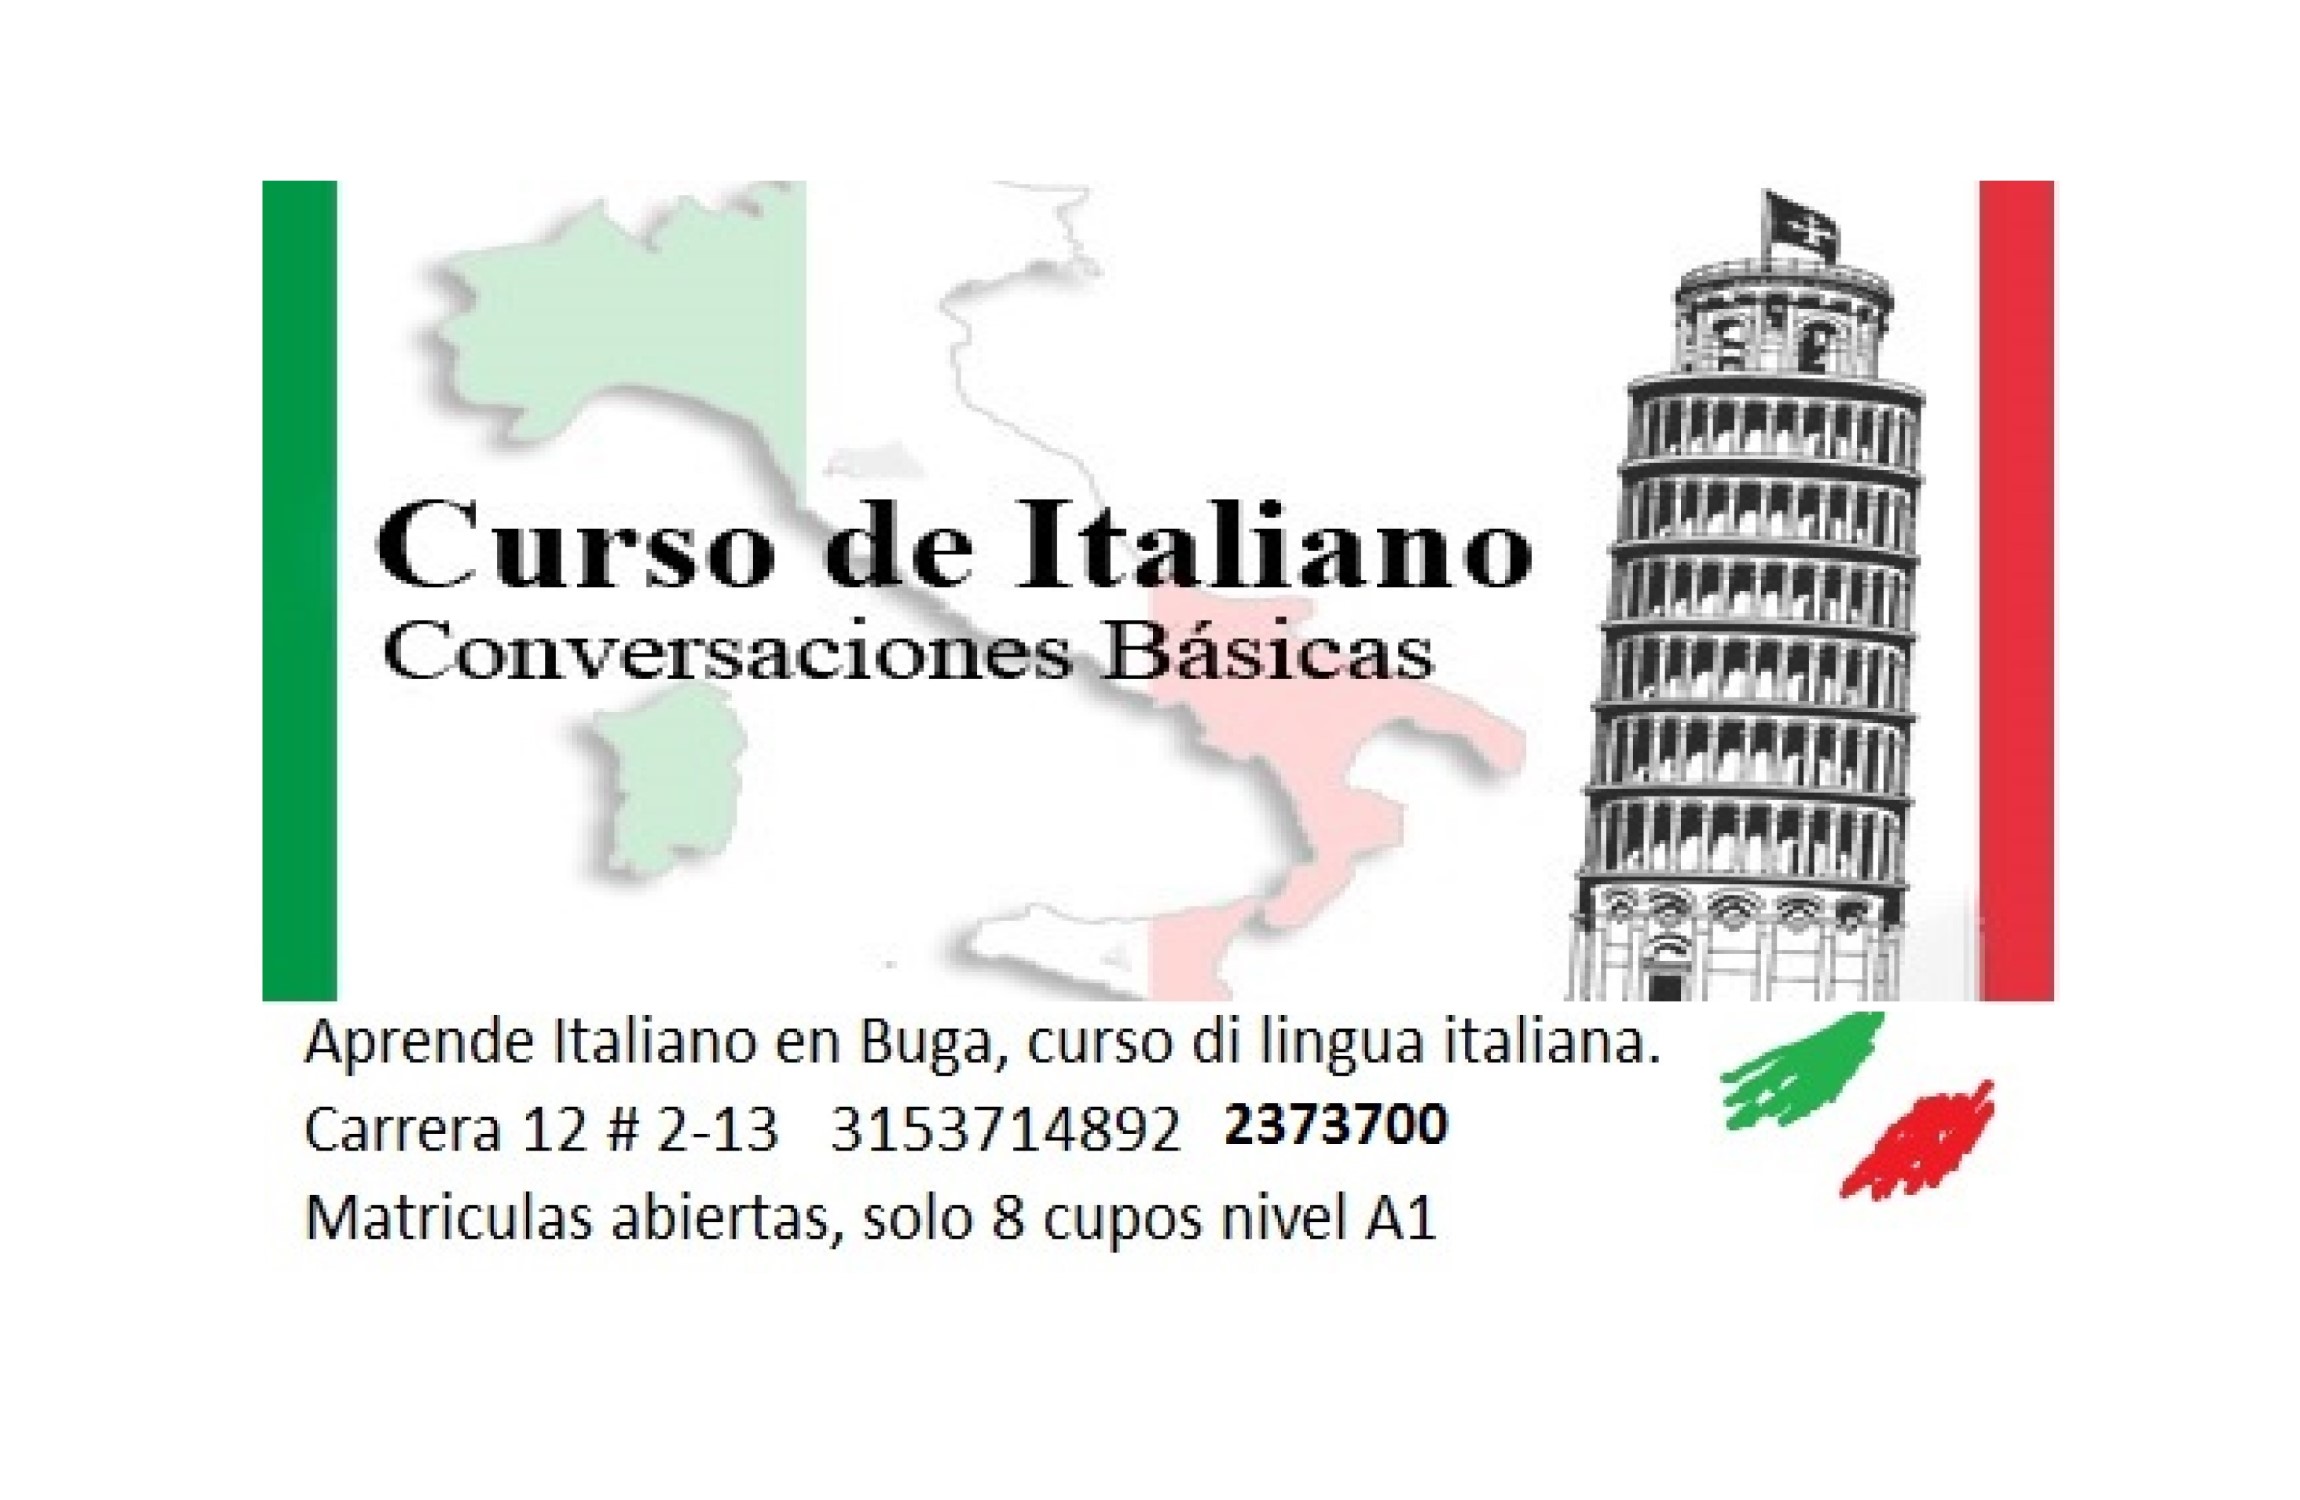 Curso de Italiano
Conversaciones Básicas
Aprende Italiano en Buga, curso di lingua italiana.
Carrera 12 # 2-13 3153714892 2373700
Matriculas abiertas, solo 8 cupos nivel A1